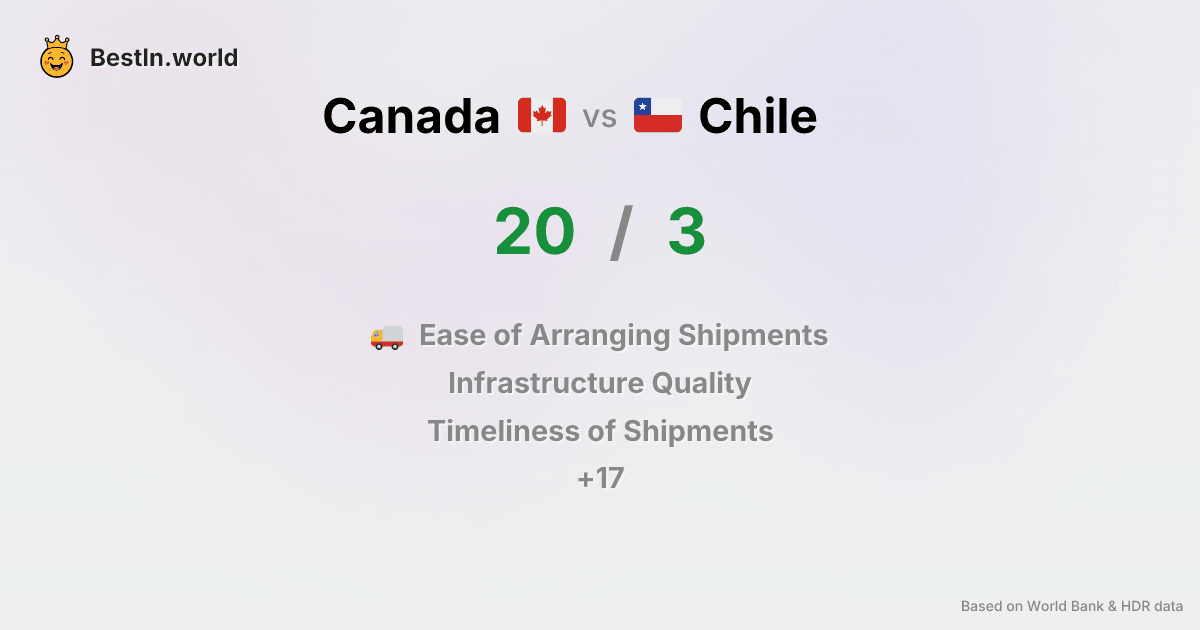 BestIn.world
Canada vs Chile
20 / 3
Ease of Arranging Shipments
Infrastructure Quality
Timeliness of Shipments
+17
Based on World Bank & HDR data